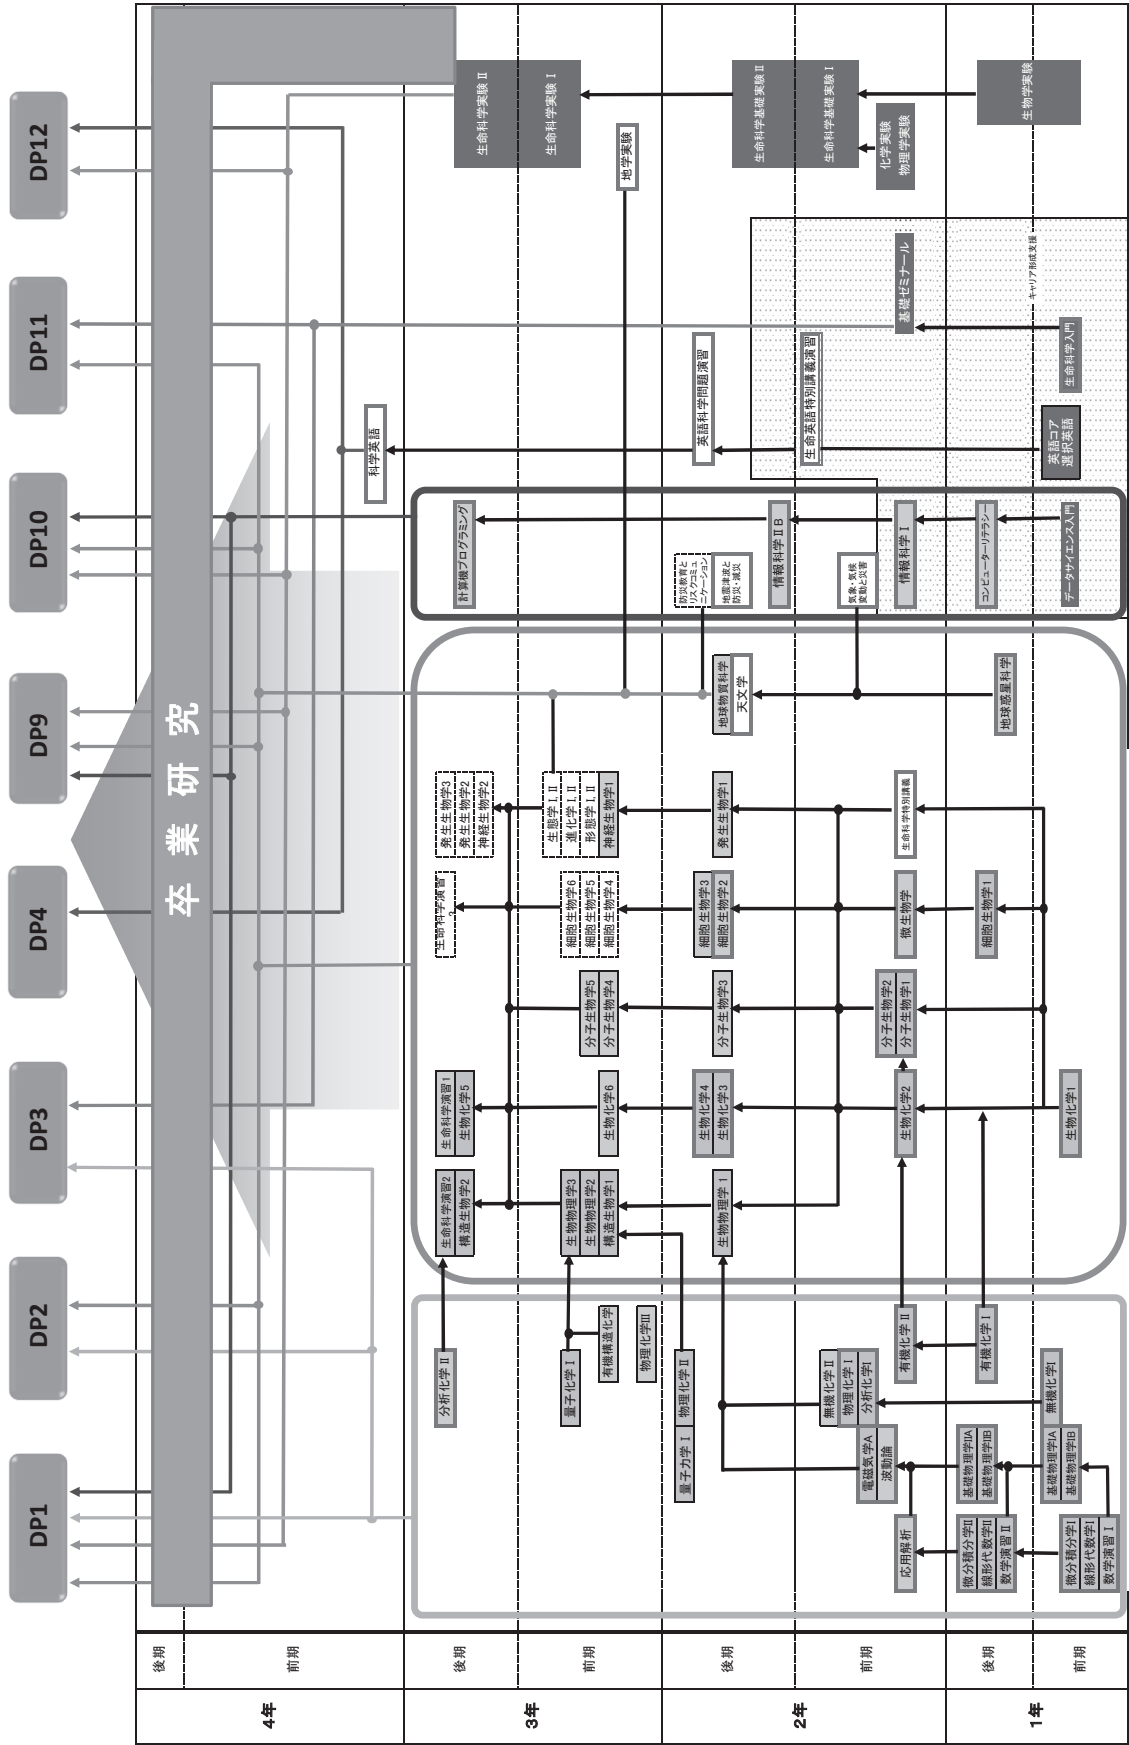 DP1
DP2
DP3
DP4
DP9
DP10
DP11
DP12
卒業研究
4年
後期
前期
3年
後期
前期
2年
後期
前期
1年
後期
前期
科学英語
分析化学Ⅱ
生命科学演習2
構造生物学2
生命科学演習1
生物化学5
生命科学演習
発生生物学3
発生生物学2
神経生物学2
計算機プログラミング
生命科学実験Ⅱ
生命科学実験Ⅰ
量子化学Ⅰ
有機構造化学
物理化学Ⅲ
生物物理学3
生物物理学2
構造生物学1
生物化学6
分子生物学5
分子生物学4
細胞生物学6
細胞生物学5
細胞生物学4
生態学Ⅰ,Ⅱ
進化学Ⅰ,Ⅱ
形態学Ⅰ,Ⅱ
神経生物学1
地学実験
量子力学Ⅰ
物理化学Ⅱ
生物物理学1
生物化学4
生物化学3
分子生物学3
細胞生物学3
細胞生物学2
発生生物学1
地球物質科学
天文学
防災教育と
リスクコミュ
ニケーション
地震津波と
防災・減災
情報科学ⅡB
英語科学問題演習
生命科学基礎実験Ⅱ
生命科学基礎実験Ⅰ
無機化学Ⅱ
物理化学Ⅰ
分析化学Ⅰ
電磁気学A
波動論
応用解析
有機化学Ⅱ
生物化学2
分子生物学2
分子生物学1
微生物学
生命科学特別講義
気象・気候
変動と災害
情報科学Ⅰ
生命英語特別講義演習
基礎ゼミナール
化学実験
物理学実験
微分積分学Ⅱ
線形代数学Ⅱ
数学演習Ⅱ
基礎物理学ⅡA
基礎物理学ⅡB
有機化学Ⅰ
細胞生物学1
地球惑星科学
コンピューターリテラシー
キャリア形成支援
生物学実験
微分積分学Ⅰ
線形代数学Ⅰ
数学演習Ⅰ
基礎物理学ⅠA
基礎物理学ⅠB
無機化学Ⅰ
生物化学1
データサイエンス入門
英語コア
選択英語
生命科学入門